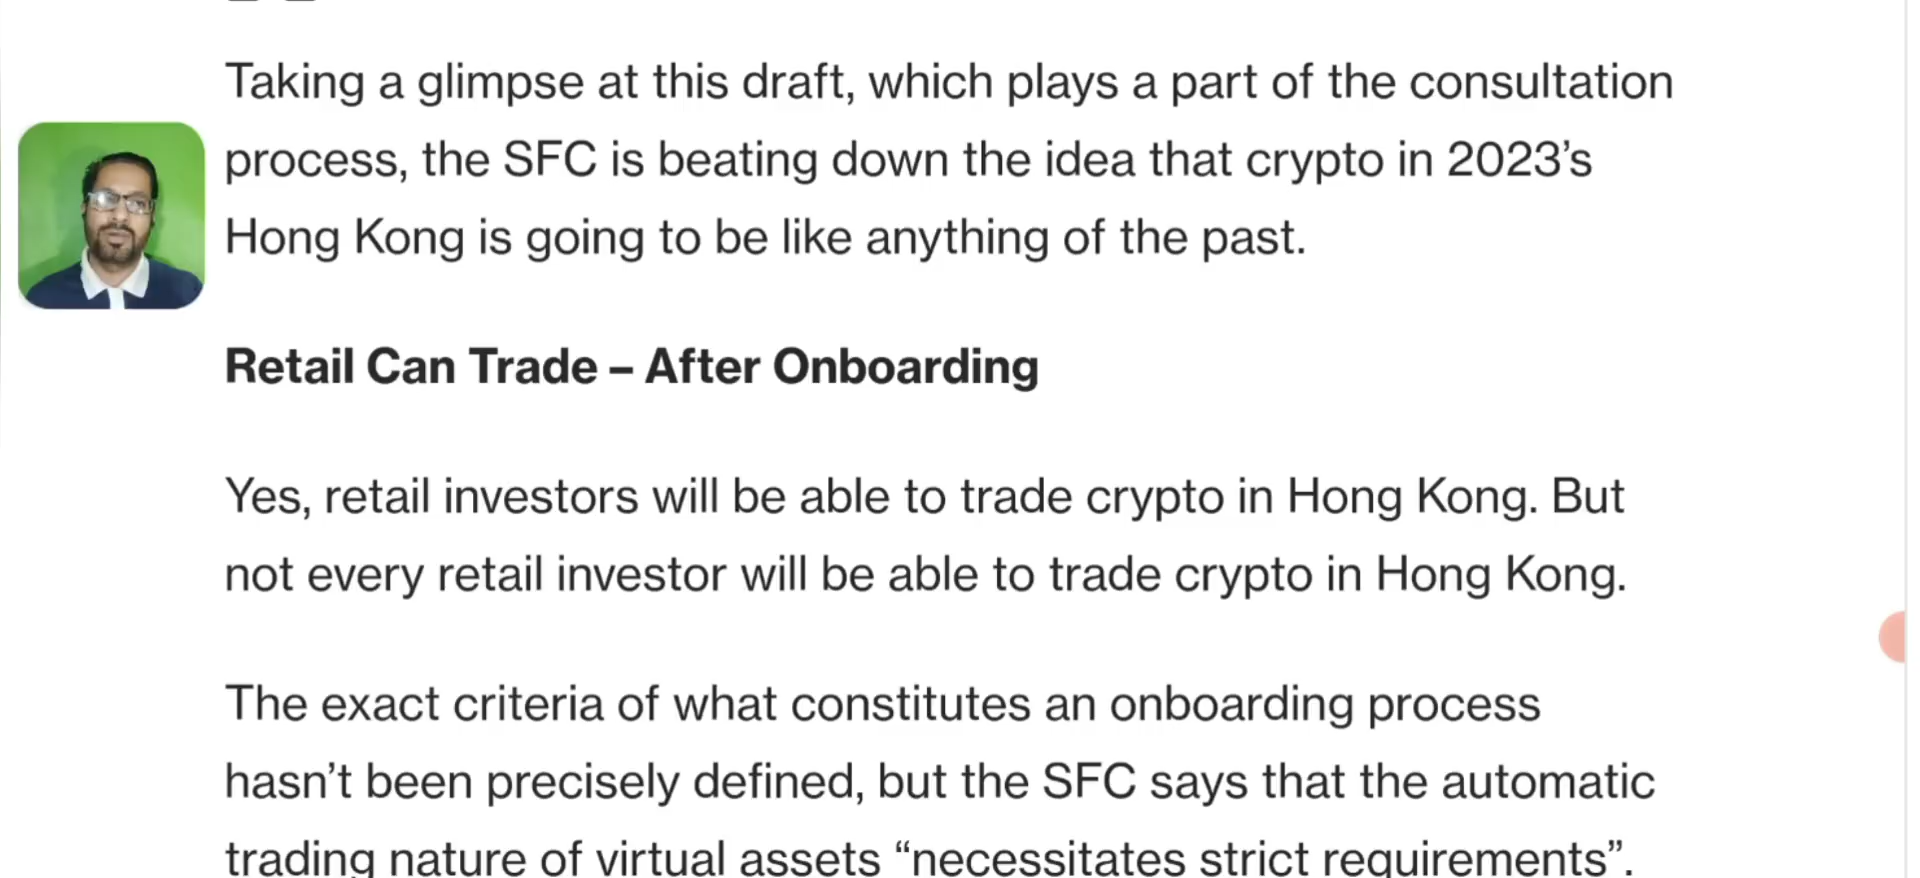 Taking a glimpse at this draft, which plays a part of the consultation
process, the SFC is beating down the idea that crypto in 2023’s
Hong Kong is going to be like anything of the past.
Retail Can Trade – After Onboarding
Yes, retail investors will be able to trade crypto in Hong Kong. But
not every retail investor will be able to trade crypto in Hong Kong.
The exact criteria of what constitutes an onboarding process
hasn’t been precisely defined, but the SFC says that the automatic
trading nature of virtual assets “necessitates strict requirements”.